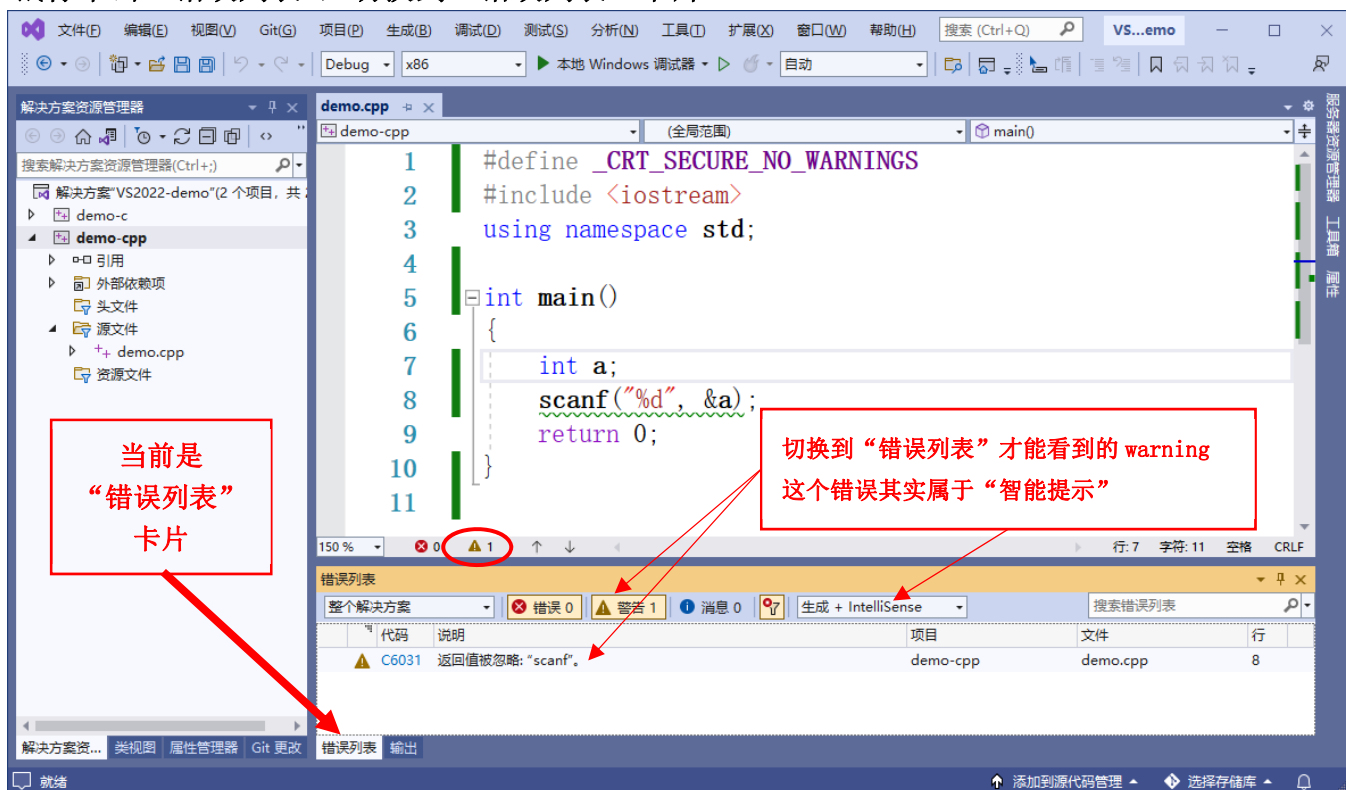 文件(F) 编辑(E) 视图(V) Git(G) 项目(P) 生成(B) 调试(D) 测试(S) 分析(N) 工具(T) 扩展(X) 窗口(W) 帮助(H) 搜索 (Ctrl+Q) VS...emo
Debug x86 本地 Windows 调试器 自动
解决方案资源管理器
搜索解决方案资源管理器(Ctrl+;)
解决方案"VS2022-demo"(2 个项目, 共
demo-c
demo-cpp
引用
外部依赖项
头文件
源文件
++ demo.cpp
资源文件
当前是
“错误列表”
卡片
解决方案资... 类视图 属性管理器 Git 更改
demo.cpp
demo-cpp (全局范围) main()
1 #define _CRT_SECURE_NO_WARNINGS
2 #include <iostream>
3 using namespace std;
4
5 int main()
6 {
7 int a;
8 scanf("%d", &a);
9 return 0;
10 }
11
切换到“错误列表”才能看到的 warning
这个错误其实属于“智能提示”
150 % 0 1 行: 7 字符: 11 空格 CRLF
错误列表
整个解决方案 错误 0 警告 1 消息 0 生成 + IntelliSense 搜索错误列表
代码 说明 项目 文件 行
C6031 返回值被忽略: “scanf”。 demo-cpp demo.cpp 8
错误列表 输出
服务器资源管理器 工具箱 属性
就绪 添加到源代码管理 选择存储库